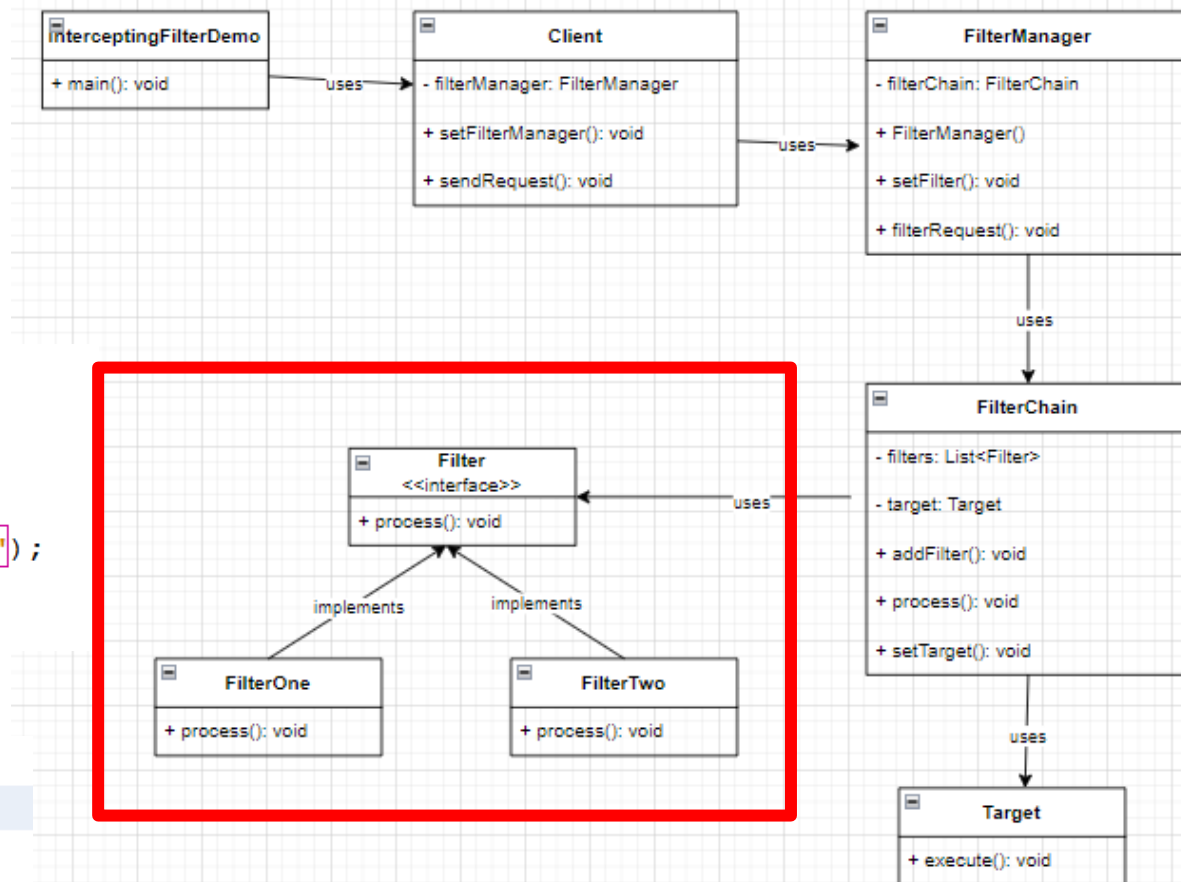 InterceptingFilterDemo
+ main(): void
uses
Client
- filterManager: FilterManager
+ setFilterManager(): void
+ sendRequest(): void
uses
FilterManager
- filterChain: FilterChain
+ FilterManager()
+ setFilter(): void
+ filterRequest(): void
uses
FilterChain
- filters: List<Filter>
- target: Target
+ addFilter(): void
+ process(): void
+ setTarget(): void
uses
Filter
<<interface>>
+ process(): void
implements
implements
FilterOne
+ process(): void
FilterTwo
+ process(): void
uses
Target
+ execute(): void
");